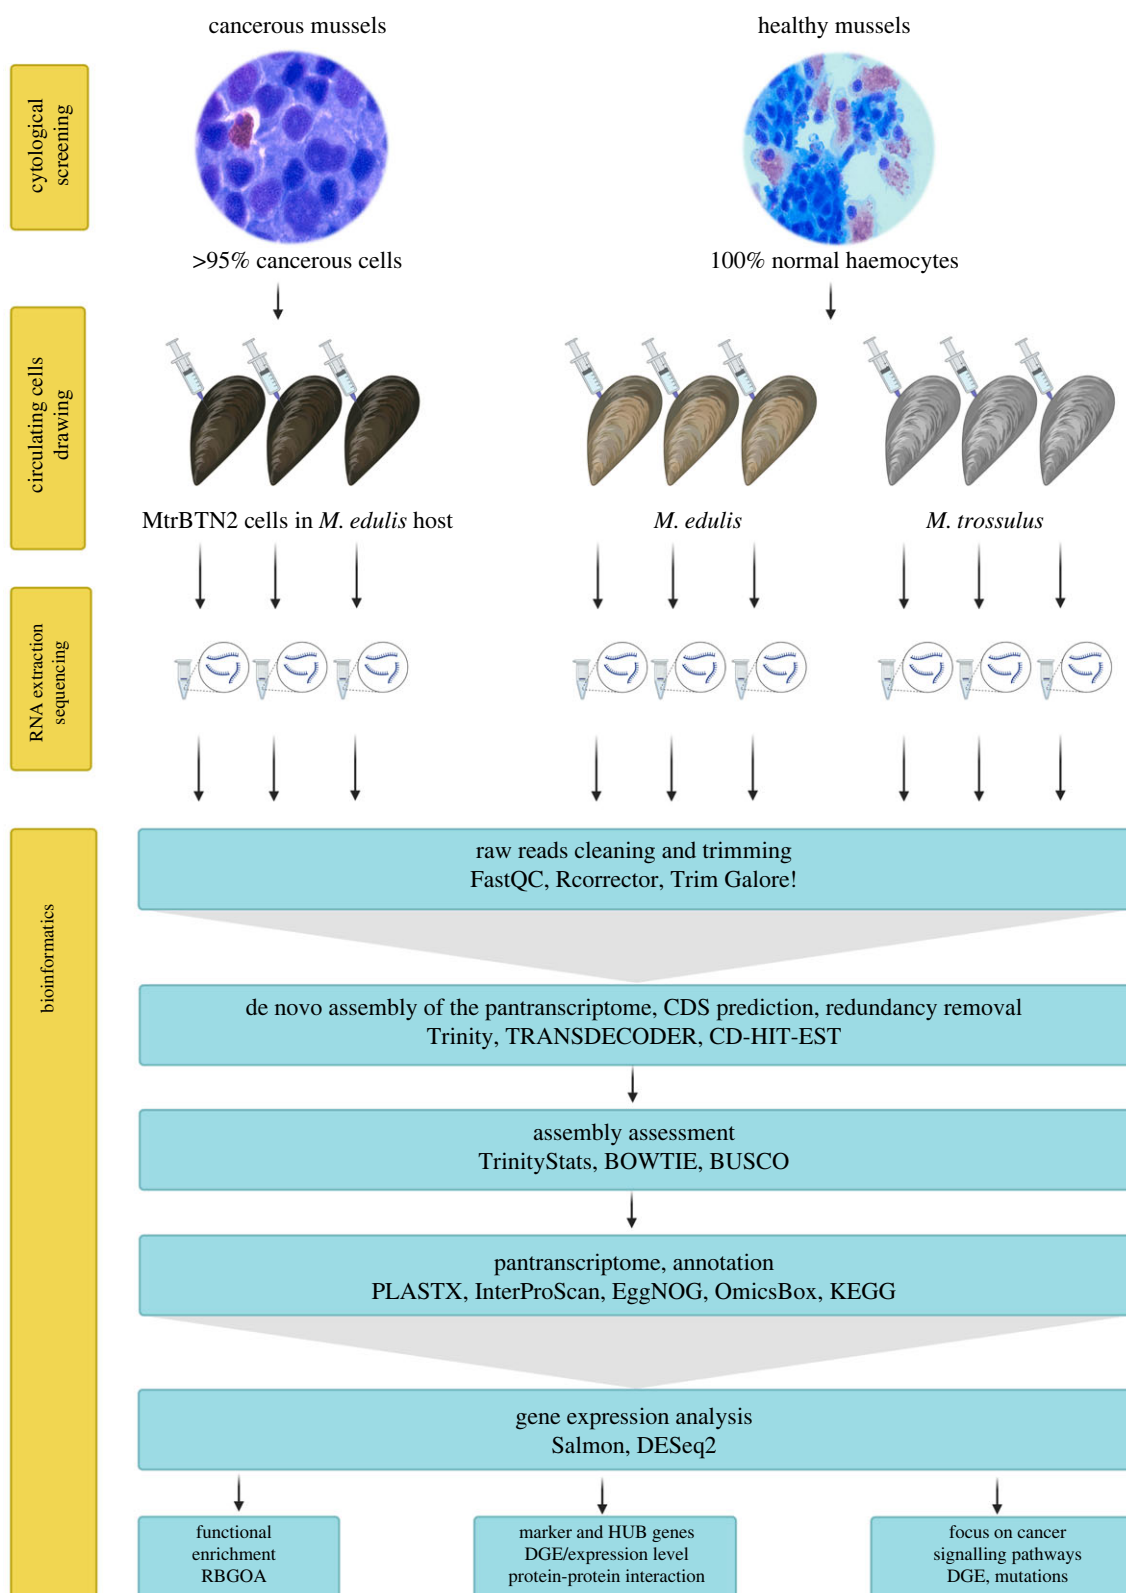 cancerous mussels
healthy mussels
cytological
screening
>95% cancerous cells
100% normal haemocytes
circulating cells
drawing
MtrBTN2 cells in M. edulis host
M. edulis
M. trossulus
RNA extraction
sequencing
bioinformatics
raw reads cleaning and trimming
FastQC, Rcorrector, Trim Galore!
de novo assembly of the pantranscriptome, CDS prediction, redundancy removal
Trinity, TRANSDECODER, CD-HIT-EST
assembly assessment
TrinityStats, BOWTIE, BUSCO
pantranscriptome, annotation
PLASTX, InterProScan, EggNOG, OmicsBox, KEGG
gene expression analysis
Salmon, DESeq2
functional
enrichment
RBGOA
marker and HUB genes
DGE/expression level
protein-protein interaction
focus on cancer
signalling pathways
DGE, mutations